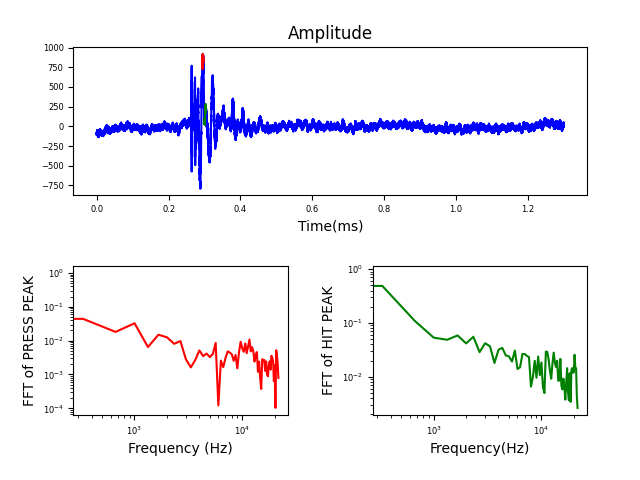 Amplitude
1000
750
500
250
0
−250
−500
−750
0.0 0.2 0.4 0.6 0.8 1.0 1.2
Time(ms)
FFT of PRESS PEAK
10⁰
10⁻¹
10⁻²
10⁻³
10⁻⁴
10³ 10⁴
Frequency (Hz)
FFT of HIT PEAK
10⁰
10⁻¹
10⁻²
10³ 10⁴
Frequency(Hz)